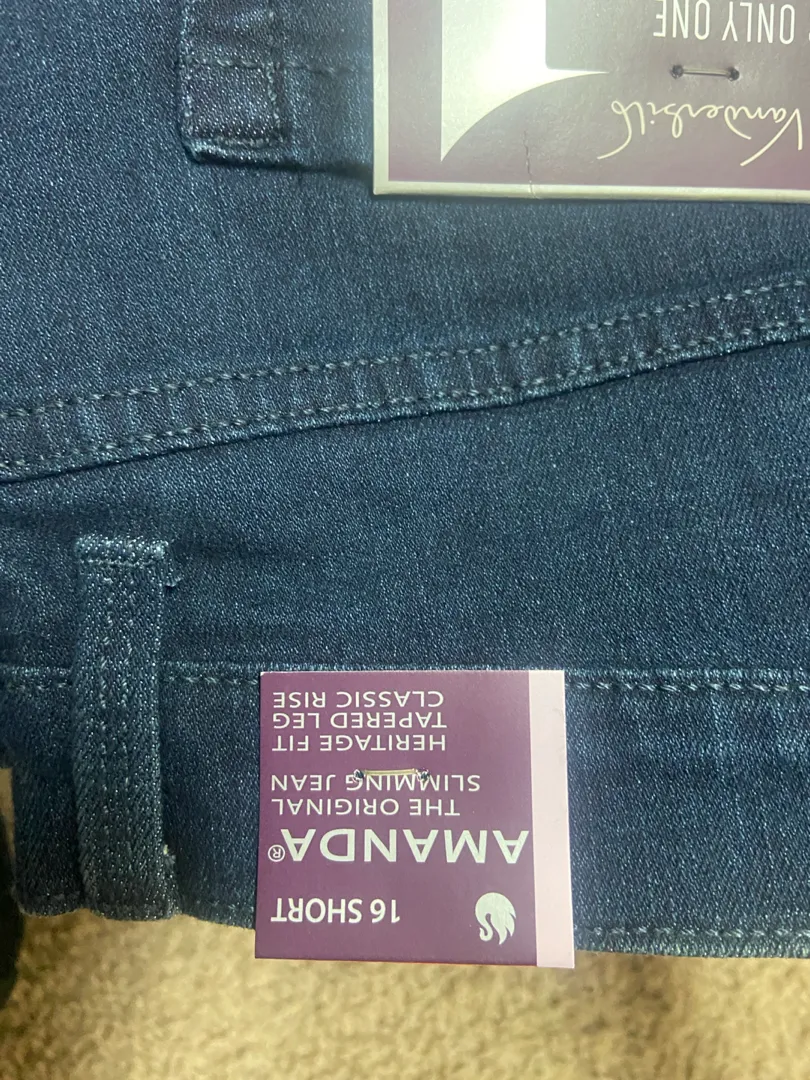 16 SHORT
AMANDA®
THE ORIGINAL
SLIMMING JEAN
HERITAGE FIT
TAPERED LEG
CLASSIC RISE
Vanderbilt
ONLY ONE